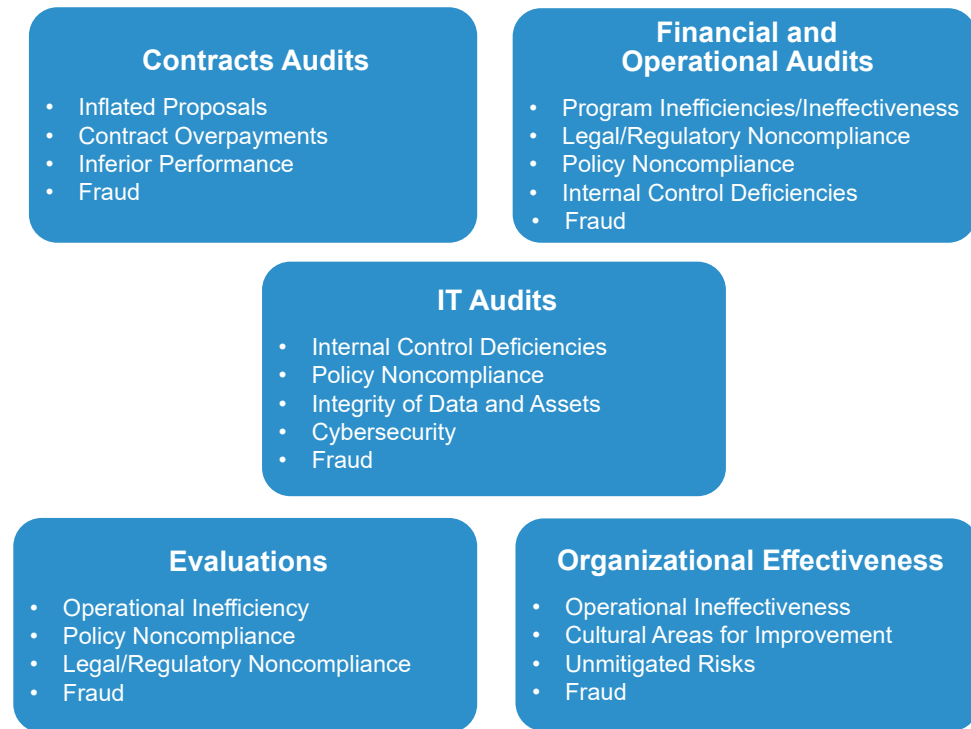 Contracts Audits
• Inflated Proposals
• Contract Overpayments
• Inferior Performance
• Fraud
Financial and
Operational Audits
• Program Inefficiencies/Ineffectiveness
• Legal/Regulatory Noncompliance
• Policy Noncompliance
• Internal Control Deficiencies
• Fraud
IT Audits
• Internal Control Deficiencies
• Policy Noncompliance
• Integrity of Data and Assets
• Cybersecurity
• Fraud
Evaluations
• Operational Inefficiency
• Policy Noncompliance
• Legal/Regulatory Noncompliance
• Fraud
Organizational Effectiveness
• Operational Ineffectiveness
• Cultural Areas for Improvement
• Unmitigated Risks
• Fraud